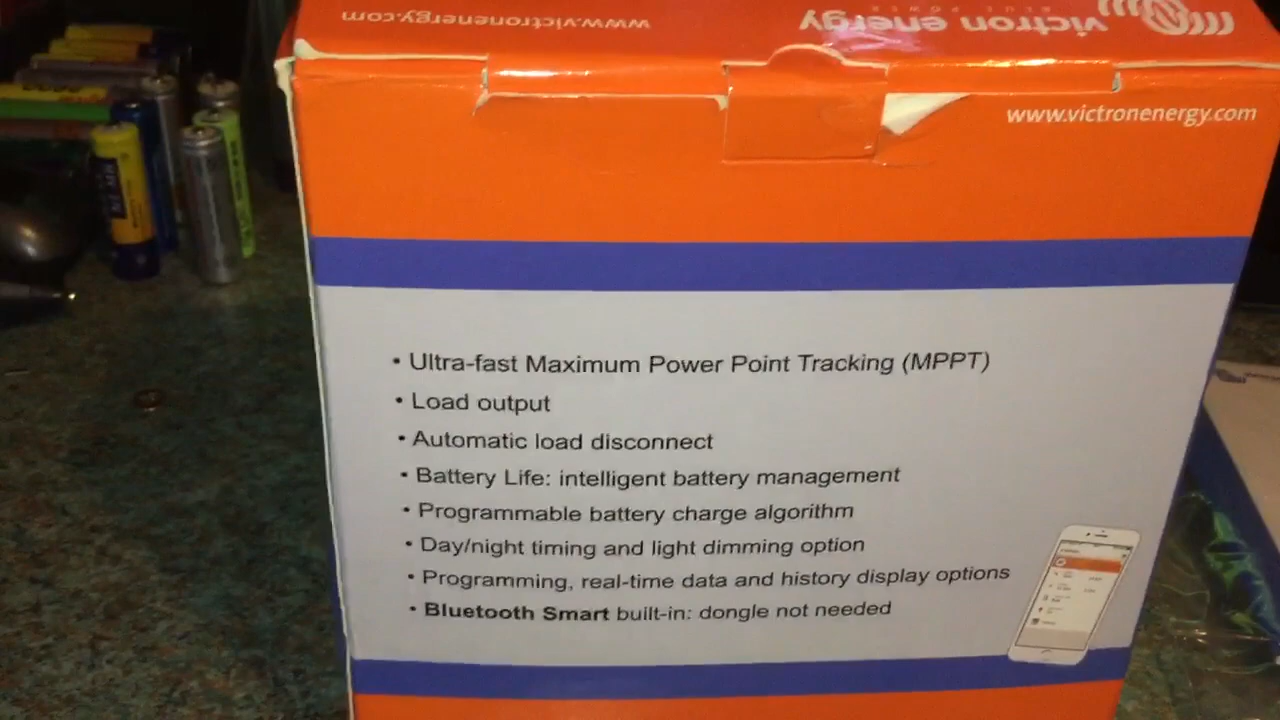 www.victronenergy.com
victron energy
BLUE POWER
www.victronenergy.com
• Ultra-fast Maximum Power Point Tracking (MPPT)
• Load output
• Automatic load disconnect
• Battery Life: intelligent battery management
• Programmable battery charge algorithm
• Day/night timing and light dimming option
• Programming, real-time data and history display options
• Bluetooth Smart built-in: dongle not needed